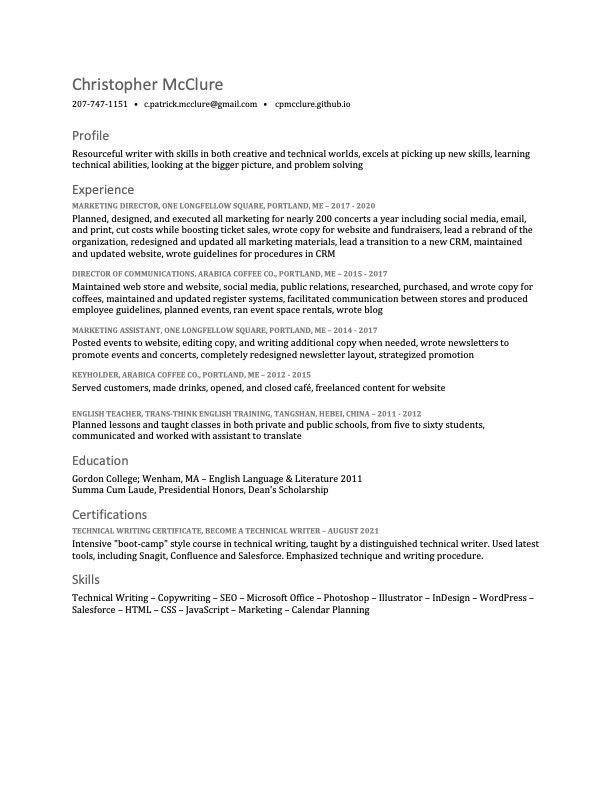 Christopher McClure
207-747-1151 • c.patrick.mcclure@gmail.com • cpmcclure.github.io
Profile
Resourceful writer with skills in both creative and technical worlds, excels at picking up new skills, learning
technical abilities, looking at the bigger picture, and problem solving
Experience
MARKETING DIRECTOR, ONE LONGFELLOW SQUARE, PORTLAND, ME – 2017 - 2020
Planned, designed, and executed all marketing for nearly 200 concerts a year including social media, email,
and print, cut costs while boosting ticket sales, wrote copy for website and fundraisers, lead a rebrand of the
organization, redesigned and updated all marketing materials, lead a transition to a new CRM, maintained
and updated website, wrote guidelines for procedures in CRM
DIRECTOR OF COMMUNICATIONS, ARABICA COFFEE CO., PORTLAND, ME – 2015 - 2017
Maintained web store and website, social media, public relations, researched, purchased, and wrote copy for
coffees, maintained and updated register systems, facilitated communication between stores and produced
employee guidelines, planned events, ran event space rentals, wrote blog
MARKETING ASSISTANT, ONE LONGFELLOW SQUARE, PORTLAND, ME – 2014 - 2017
Posted events to website, editing copy, and writing additional copy when needed, wrote newsletters to
promote events and concerts, completely redesigned newsletter layout, strategized promotion
KEYHOLDER, ARABICA COFFEE CO., PORTLAND, ME – 2012 - 2015
Served customers, made drinks, opened, and closed café, freelanced content for website
ENGLISH TEACHER, TRANS-THINK ENGLISH TRAINING, TANGSHAN, HEBEI, CHINA – 2011 - 2012
Planned lessons and taught classes in both private and public schools, from five to sixty students,
communicated and worked with assistant to translate
Education
Gordon College; Wenham, MA – English Language & Literature 2011
Summa Cum Laude, Presidential Honors, Dean's Scholarship
Certifications
TECHNICAL WRITING CERTIFICATE, BECOME A TECHNICAL WRITER – AUGUST 2021
Intensive "boot-camp" style course in technical writing, taught by a distinguished technical writer. Used latest
tools, including Snagit, Confluence and Salesforce. Emphasized technique and writing procedure.
Skills
Technical Writing – Copywriting – SEO – Microsoft Office – Photoshop – Illustrator – InDesign – WordPress –
Salesforce – HTML – CSS – JavaScript – Marketing – Calendar Planning